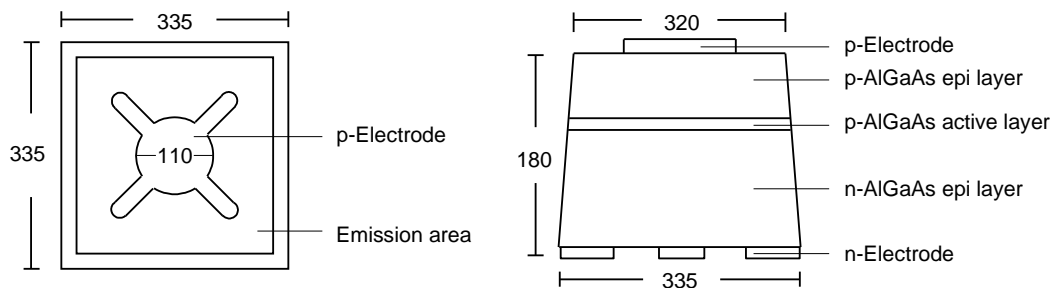 335
335
p-Electrode
110
Emission area
320
p-Electrode
p-AlGaAs epi layer
p-AlGaAs active layer
180
n-AlGaAs epi layer
n-Electrode
335